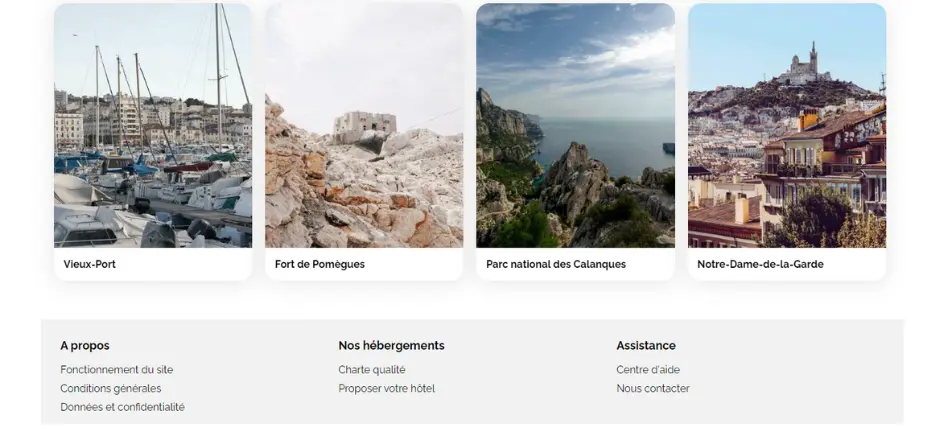 Vieux-Port
Fort de Pomègues
Parc national des Calanques
Notre-Dame-de-la-Garde
A propos
Fonctionnement du site
Conditions générales
Données et confidentialité
Nos hébergements
Charte qualité
Proposer votre hôtel
Assistance
Centre d'aide
Nous contacter